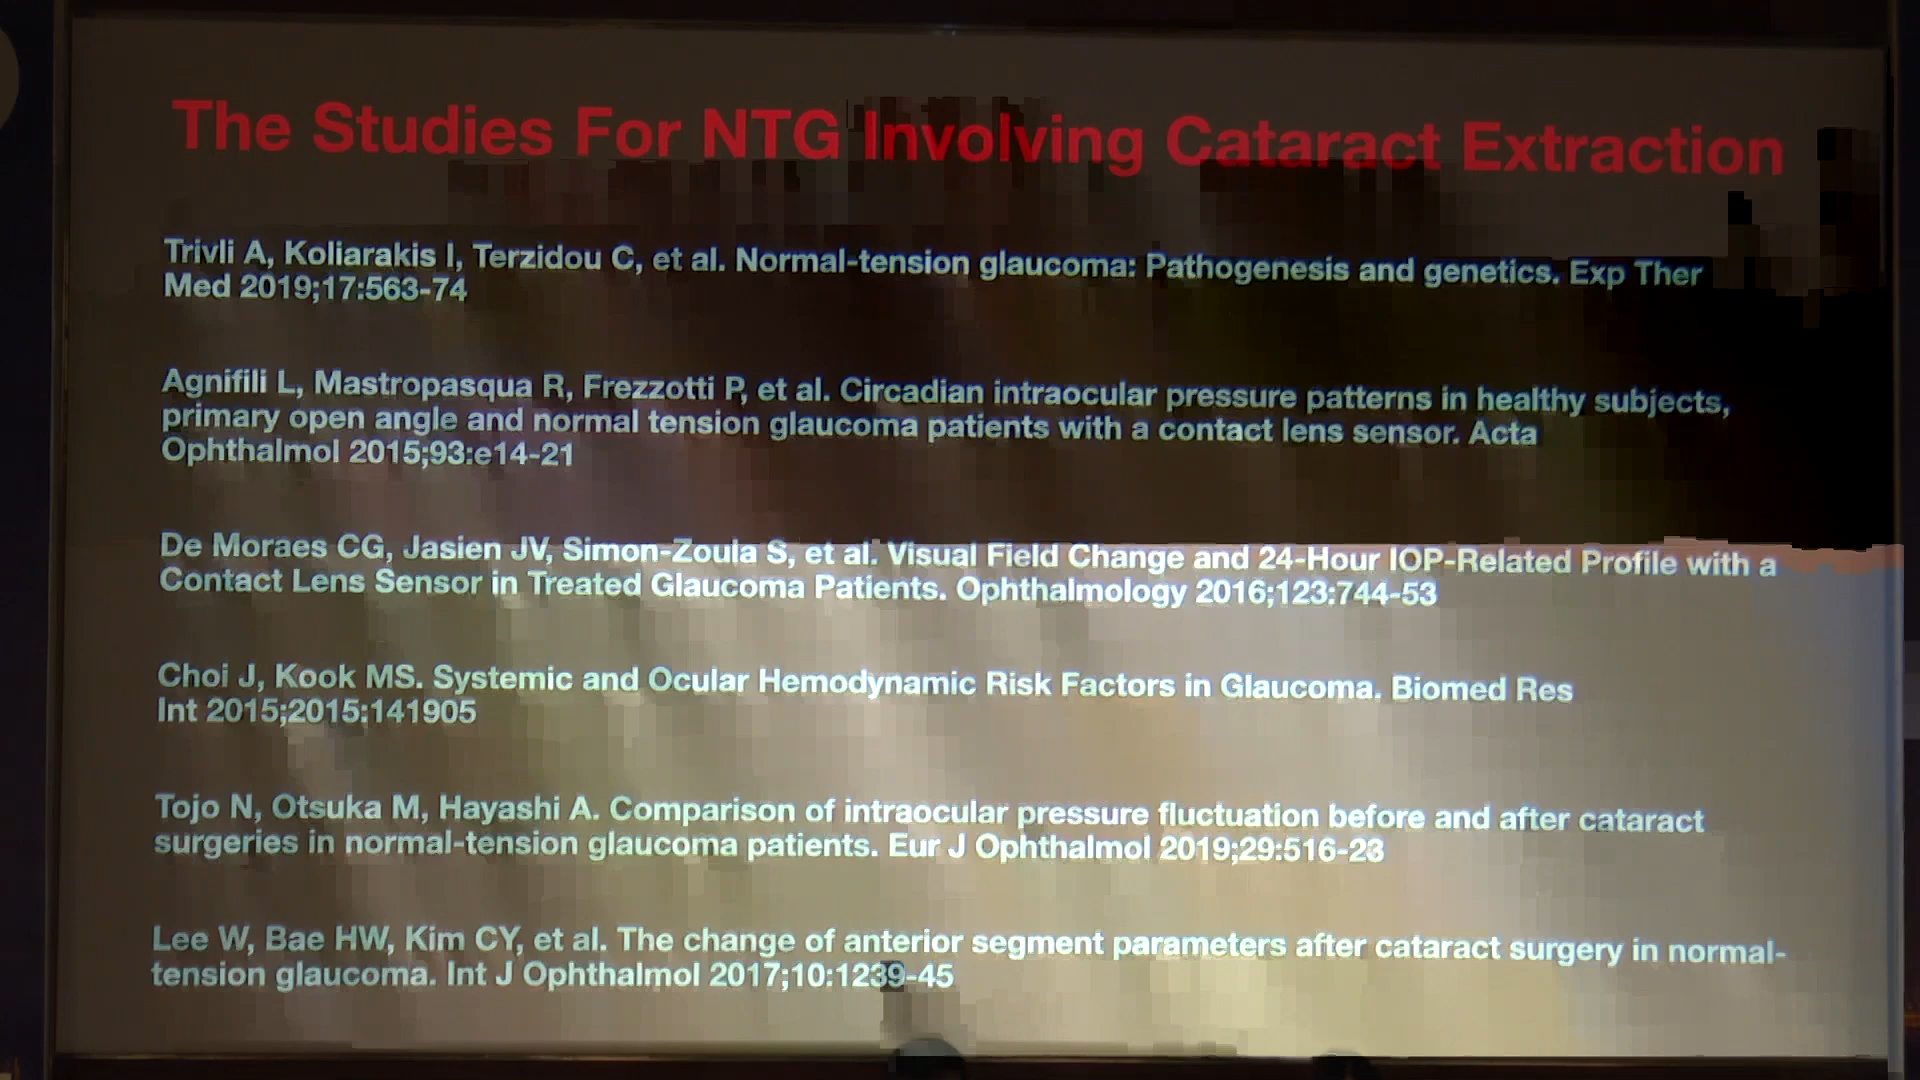 The Studies For NTG Involving Cataract Extraction
Trivli A, Koliarakis I, Terzidou C, et al. Normal-tension glaucoma: Pathogenesis and genetics. Exp Ther
Med 2019;17:563-74
Agnifili L, Mastropasqua R, Frezzotti P, et al. Circadian intraocular pressure patterns in healthy subjects,
primary open angle and normal tension glaucoma patients with a contact lens sensor. Acta
Ophthalmol 2015;93:e14-21
De Moraes CG, Jasien JV, Simon-Zoula S, et al. Visual Field Change and 24-Hour IOP-Related Profile with a
Contact Lens Sensor in Treated Glaucoma Patients. Ophthalmology 2016;123:744-53
Choi J, Kook MS. Systemic and Ocular Hemodynamic Risk Factors in Glaucoma. Biomed Res
Int 2015;2015:141905
Tojo N, Otsuka M, Hayashi A. Comparison of intraocular pressure fluctuation before and after cataract
surgeries in normal-tension glaucoma patients. Eur J Ophthalmol 2019;29:516-23
Lee W, Bae HW, Kim CY, et al. The change of anterior segment parameters after cataract surgery in normal-
tension glaucoma. Int J Ophthalmol 2017;10:1239-45